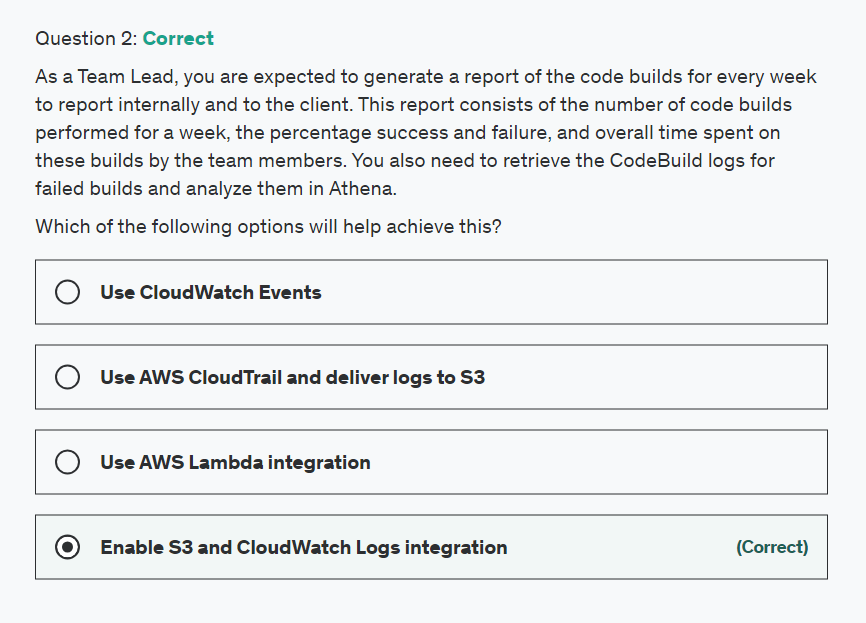 Question 2: Correct
As a Team Lead, you are expected to generate a report of the code builds for every week
to report internally and to the client. This report consists of the number of code builds
performed for a week, the percentage success and failure, and overall time spent on
these builds by the team members. You also need to retrieve the CodeBuild logs for
failed builds and analyze them in Athena.
Which of the following options will help achieve this?
Use CloudWatch Events
Use AWS CloudTrail and deliver logs to S3
Use AWS Lambda integration
Enable S3 and CloudWatch Logs integration (Correct)